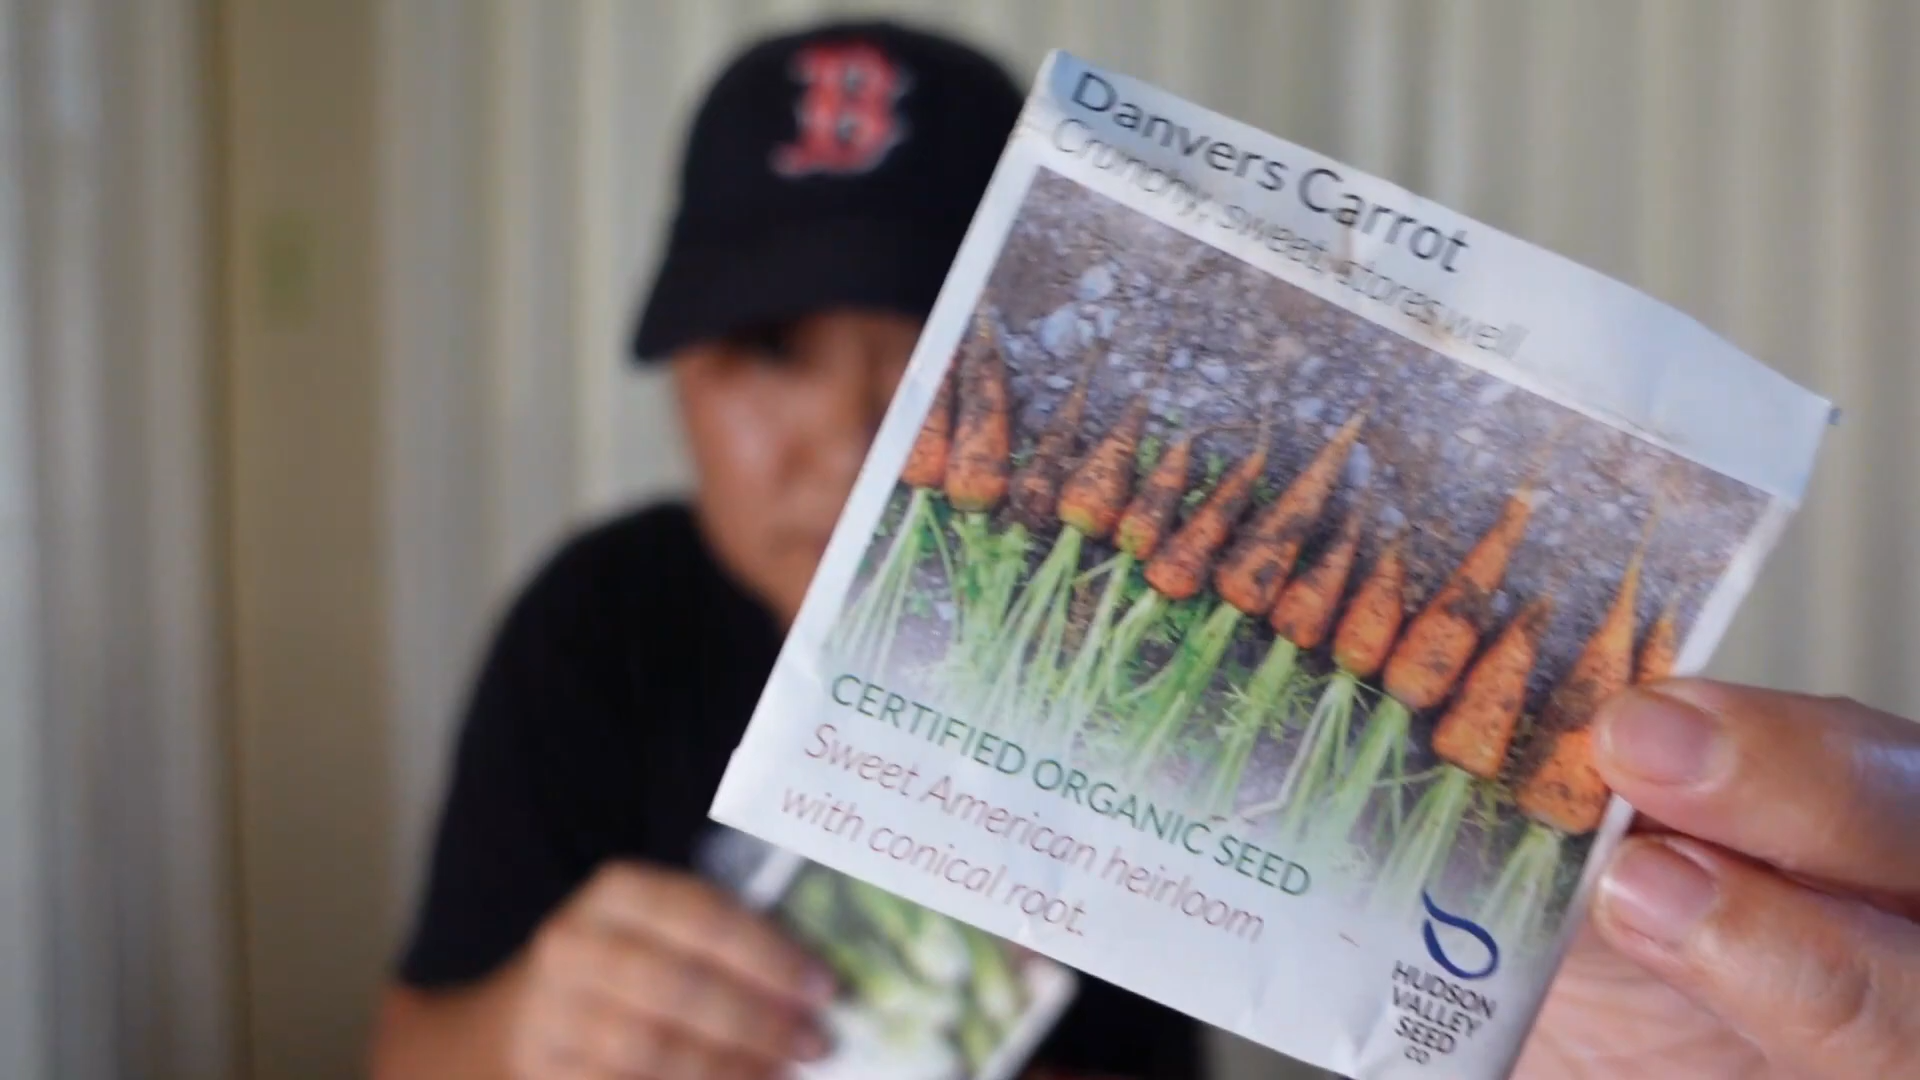 B
Danvers Carrot
Crunchy, sweet, stores well
CERTIFIED ORGANIC SEED
Sweet American heirloom
with conical root.
HUDSON
VALLEY
SEED
CO